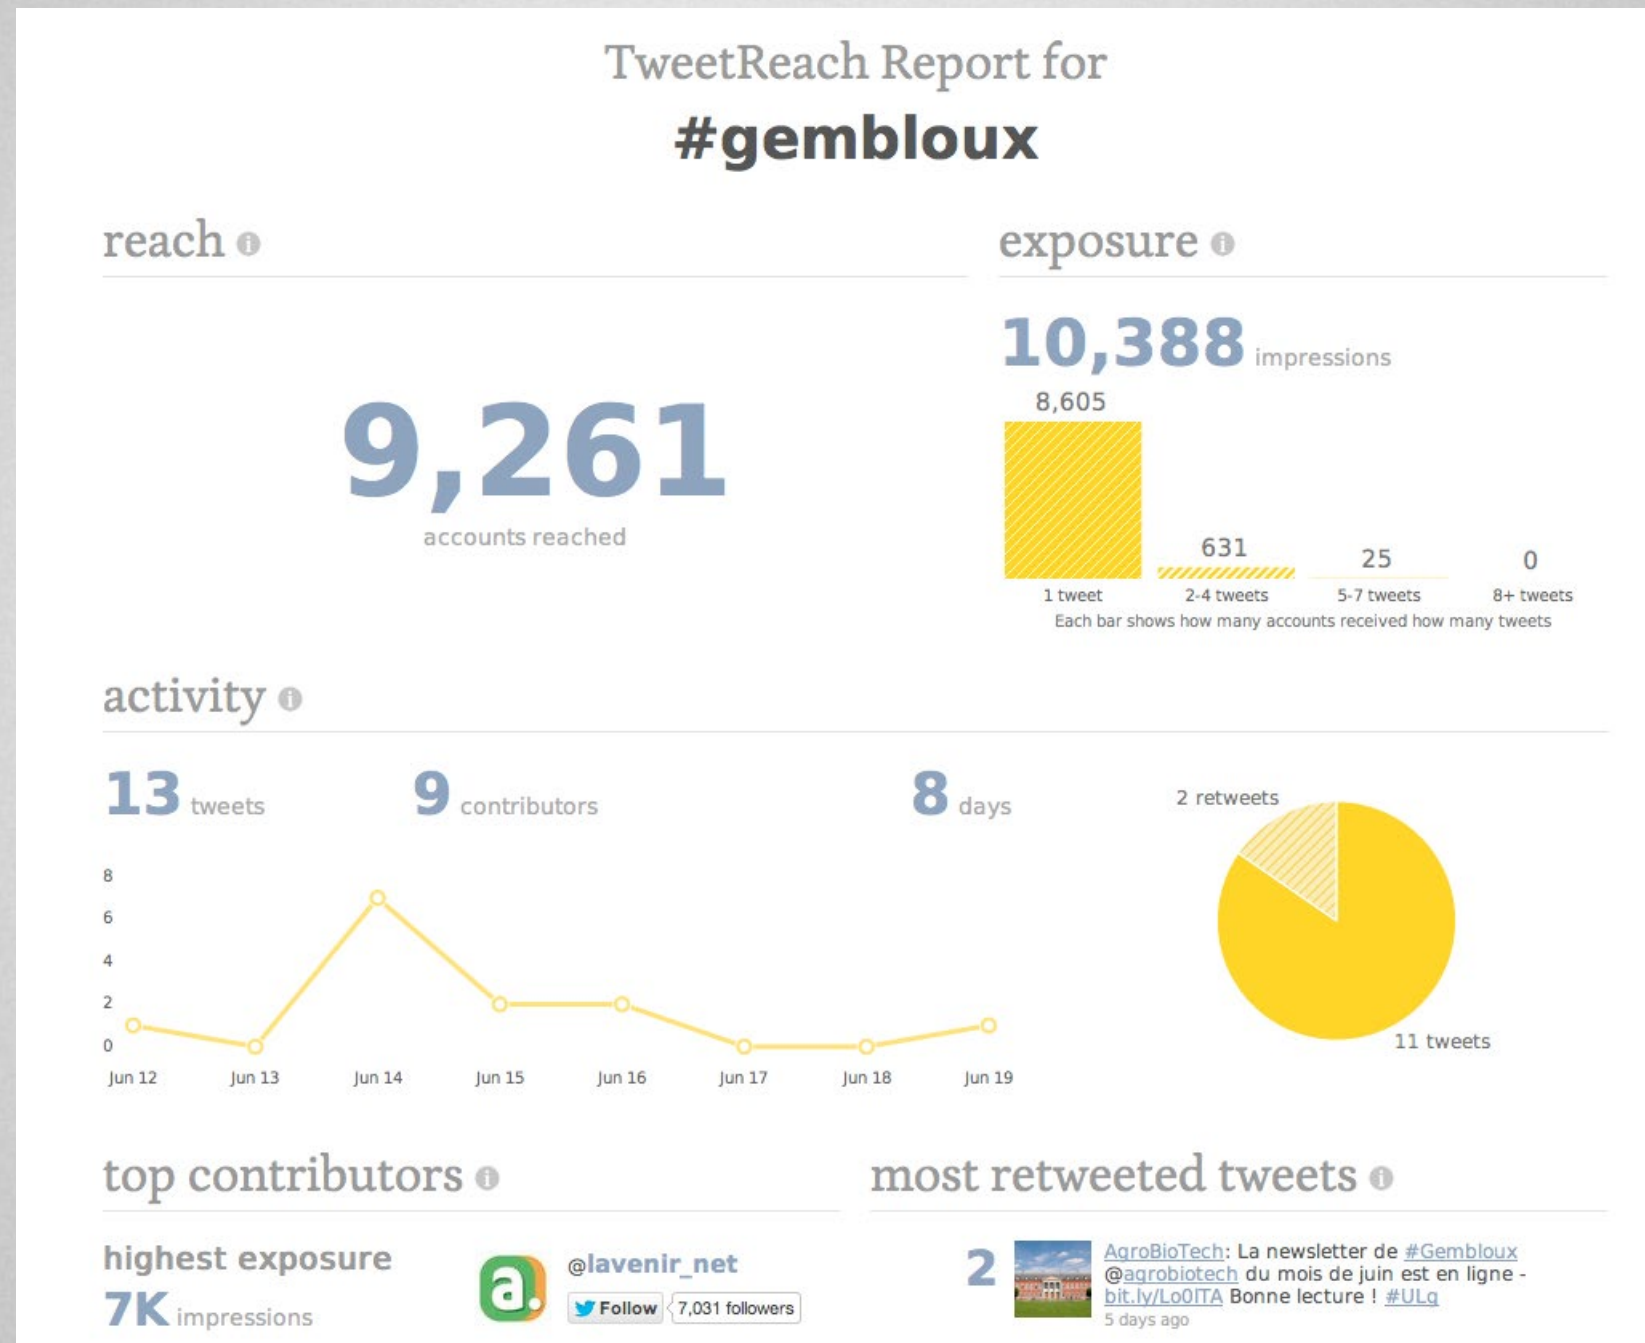 TweetReach Report for
#gembloux
reach
9,261
accounts reached
exposure
10,388 impressions
8,605
631
25
0
1 tweet
2-4 tweets
5-7 tweets
8+ tweets
Each bar shows how many accounts received how many tweets
activity
13 tweets
9 contributors
8 days
8
6
4
2
0
Jun 12
Jun 13
Jun 14
Jun 15
Jun 16
Jun 17
Jun 18
Jun 19
2 retweets
11 tweets
top contributors
highest exposure
7K impressions
a.
@lavenir_net
Follow
7,031 followers
most retweeted tweets
2
AgroBioTech: La newsletter de #Gembloux
@agrobiotech du mois de juin est en ligne -
bit.ly/Lo0lTA Bonne lecture ! #ULg
5 days ago